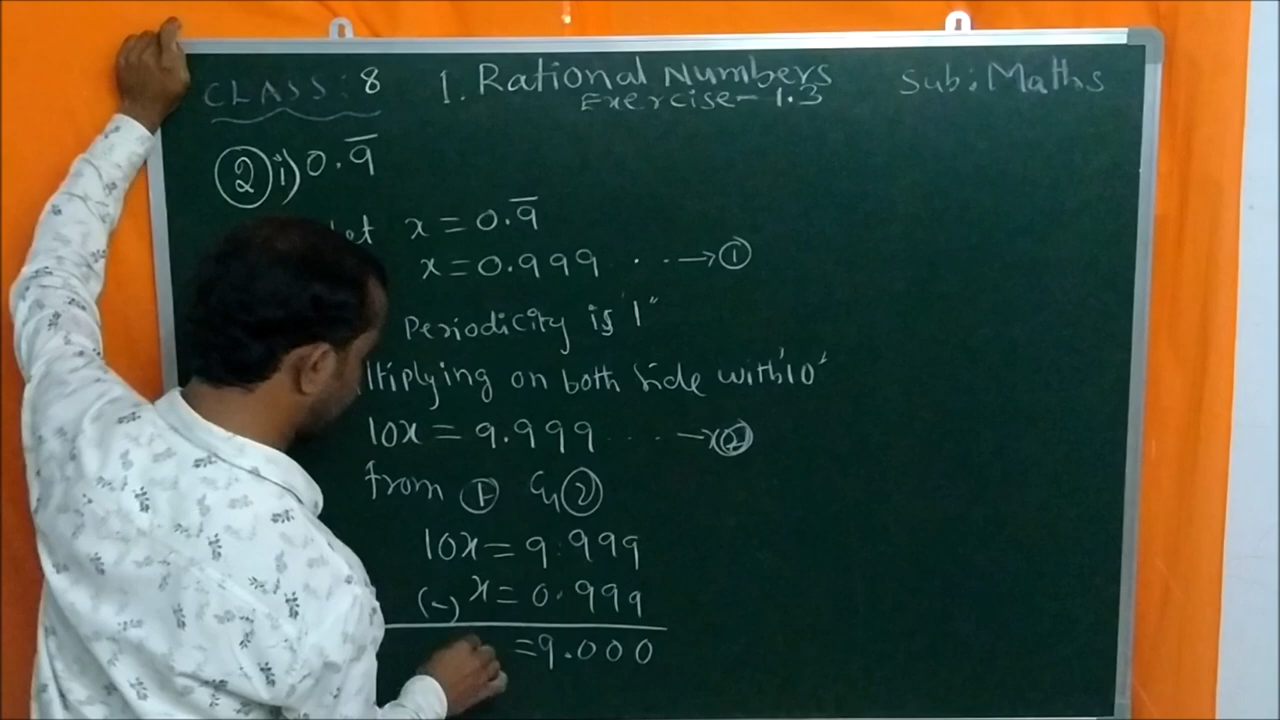 CLASS: 8 1. Rational Numbers Sub: Maths
Exercise - 1.3
② i) 0.9̅
let x = 0.9̅
x = 0.999 . . . → ①
Periodicity is '1"
ltiplying on both side with '10'
10x = 9.999 . . . . → ②
from ① & ②
10x = 9.999
(-) x = 0.999
= 9.000